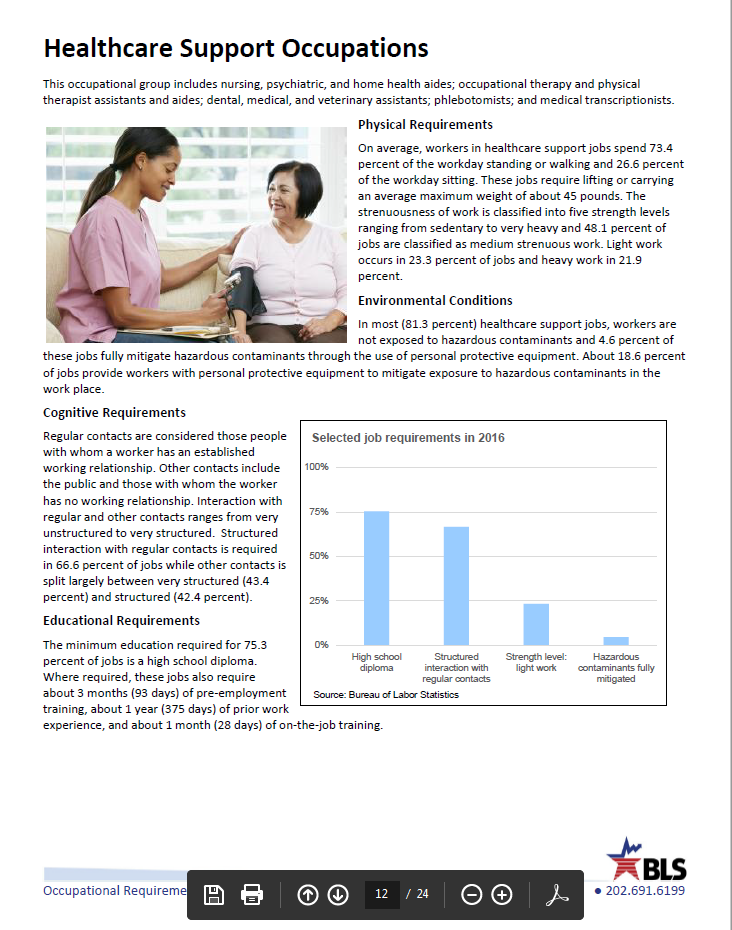 Healthcare Support Occupations
This occupational group includes nursing, psychiatric, and home health aides; occupational therapy and physical
therapist assistants and aides; dental, medical, and veterinary assistants; phlebotomists; and medical transcriptionists.
Physical Requirements
On average, workers in healthcare support jobs spend 73.4
percent of the workday standing or walking and 26.6 percent
of the workday sitting. These jobs require lifting or carrying
an average maximum weight of about 45 pounds. The
strenuousness of work is classified into five strength levels
ranging from sedentary to very heavy and 48.1 percent of
jobs are classified as medium strenuous work. Light work
occurs in 23.3 percent of jobs and heavy work in 21.9
percent.
Environmental Conditions
In most (81.3 percent) healthcare support jobs, workers are
not exposed to hazardous contaminants and 4.6 percent of
these jobs fully mitigate hazardous contaminants through the use of personal protective equipment. About 18.6 percent
of jobs provide workers with personal protective equipment to mitigate exposure to hazardous contaminants in the
work place.
Cognitive Requirements
Regular contacts are considered those people
with whom a worker has an established
working relationship. Other contacts include
the public and those with whom the worker
has no working relationship. Interaction with
regular and other contacts ranges from very
unstructured to very structured. Structured
interaction with regular contacts is required
in 66.6 percent of jobs while other contacts is
split largely between very structured (43.4
percent) and structured (42.4 percent).
Educational Requirements
The minimum education required for 75.3
percent of jobs is a high school diploma.
Where required, these jobs also require
about 3 months (93 days) of pre-employment
training, about 1 year (375 days) of prior work
experience, and about 1 month (28 days) of on-the-job training.
Selected job requirements in 2016
100%
75%
50%
25%
0%
High school
diploma
Structured
interaction with
regular contacts
Strength level:
light work
Hazardous
contaminants fully
mitigated
Source: Bureau of Labor Statistics
BLS
Occupational Requireme
12 / 24
• 202.691.6199